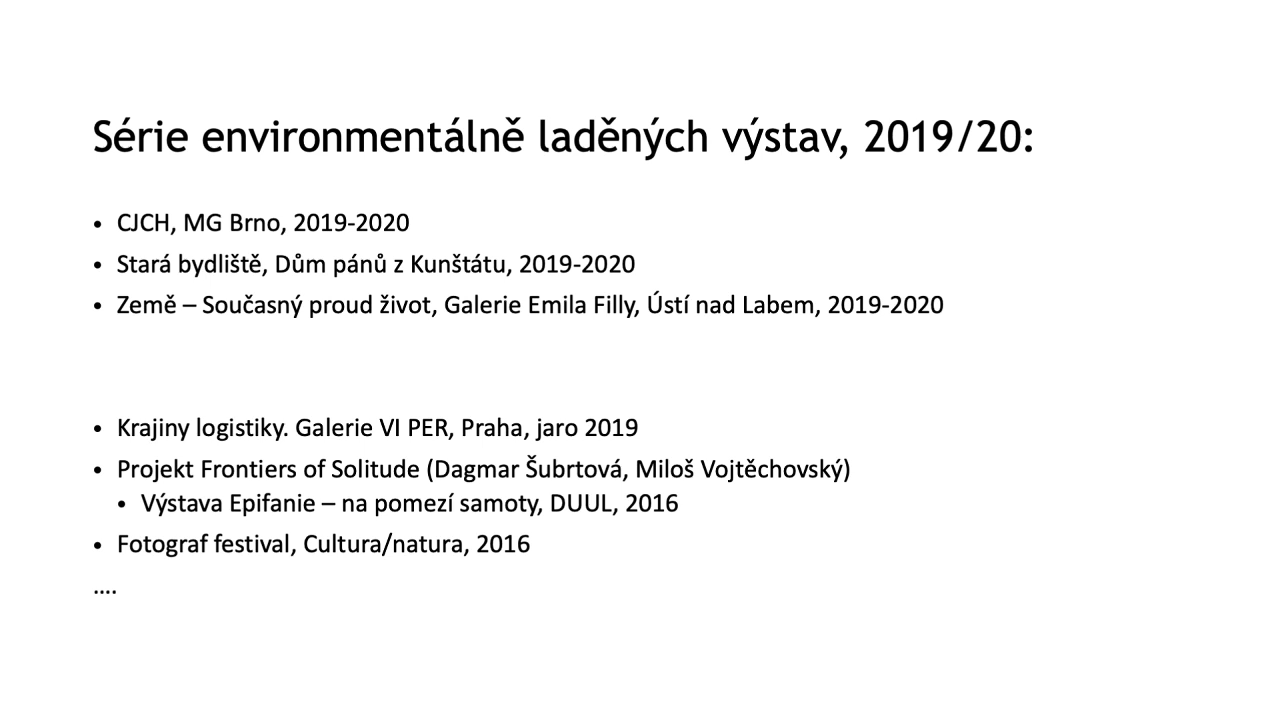 Série environmentálně laděných výstav, 2019/20:
• CJCH, MG Brno, 2019-2020
• Stará bydliště, Dům pánů z Kunštátu, 2019-2020
• Země – Současný proud život, Galerie Emila Filly, Ústí nad Labem, 2019-2020
• Krajiny logistiky. Galerie VI PER, Praha, jaro 2019
• Projekt Frontiers of Solitude (Dagmar Šubrtová, Miloš Vojtěchovský)
• Výstava Epifanie – na pomezí samoty, DUUL, 2016
• Fotograf festival, Cultura/natura, 2016
....